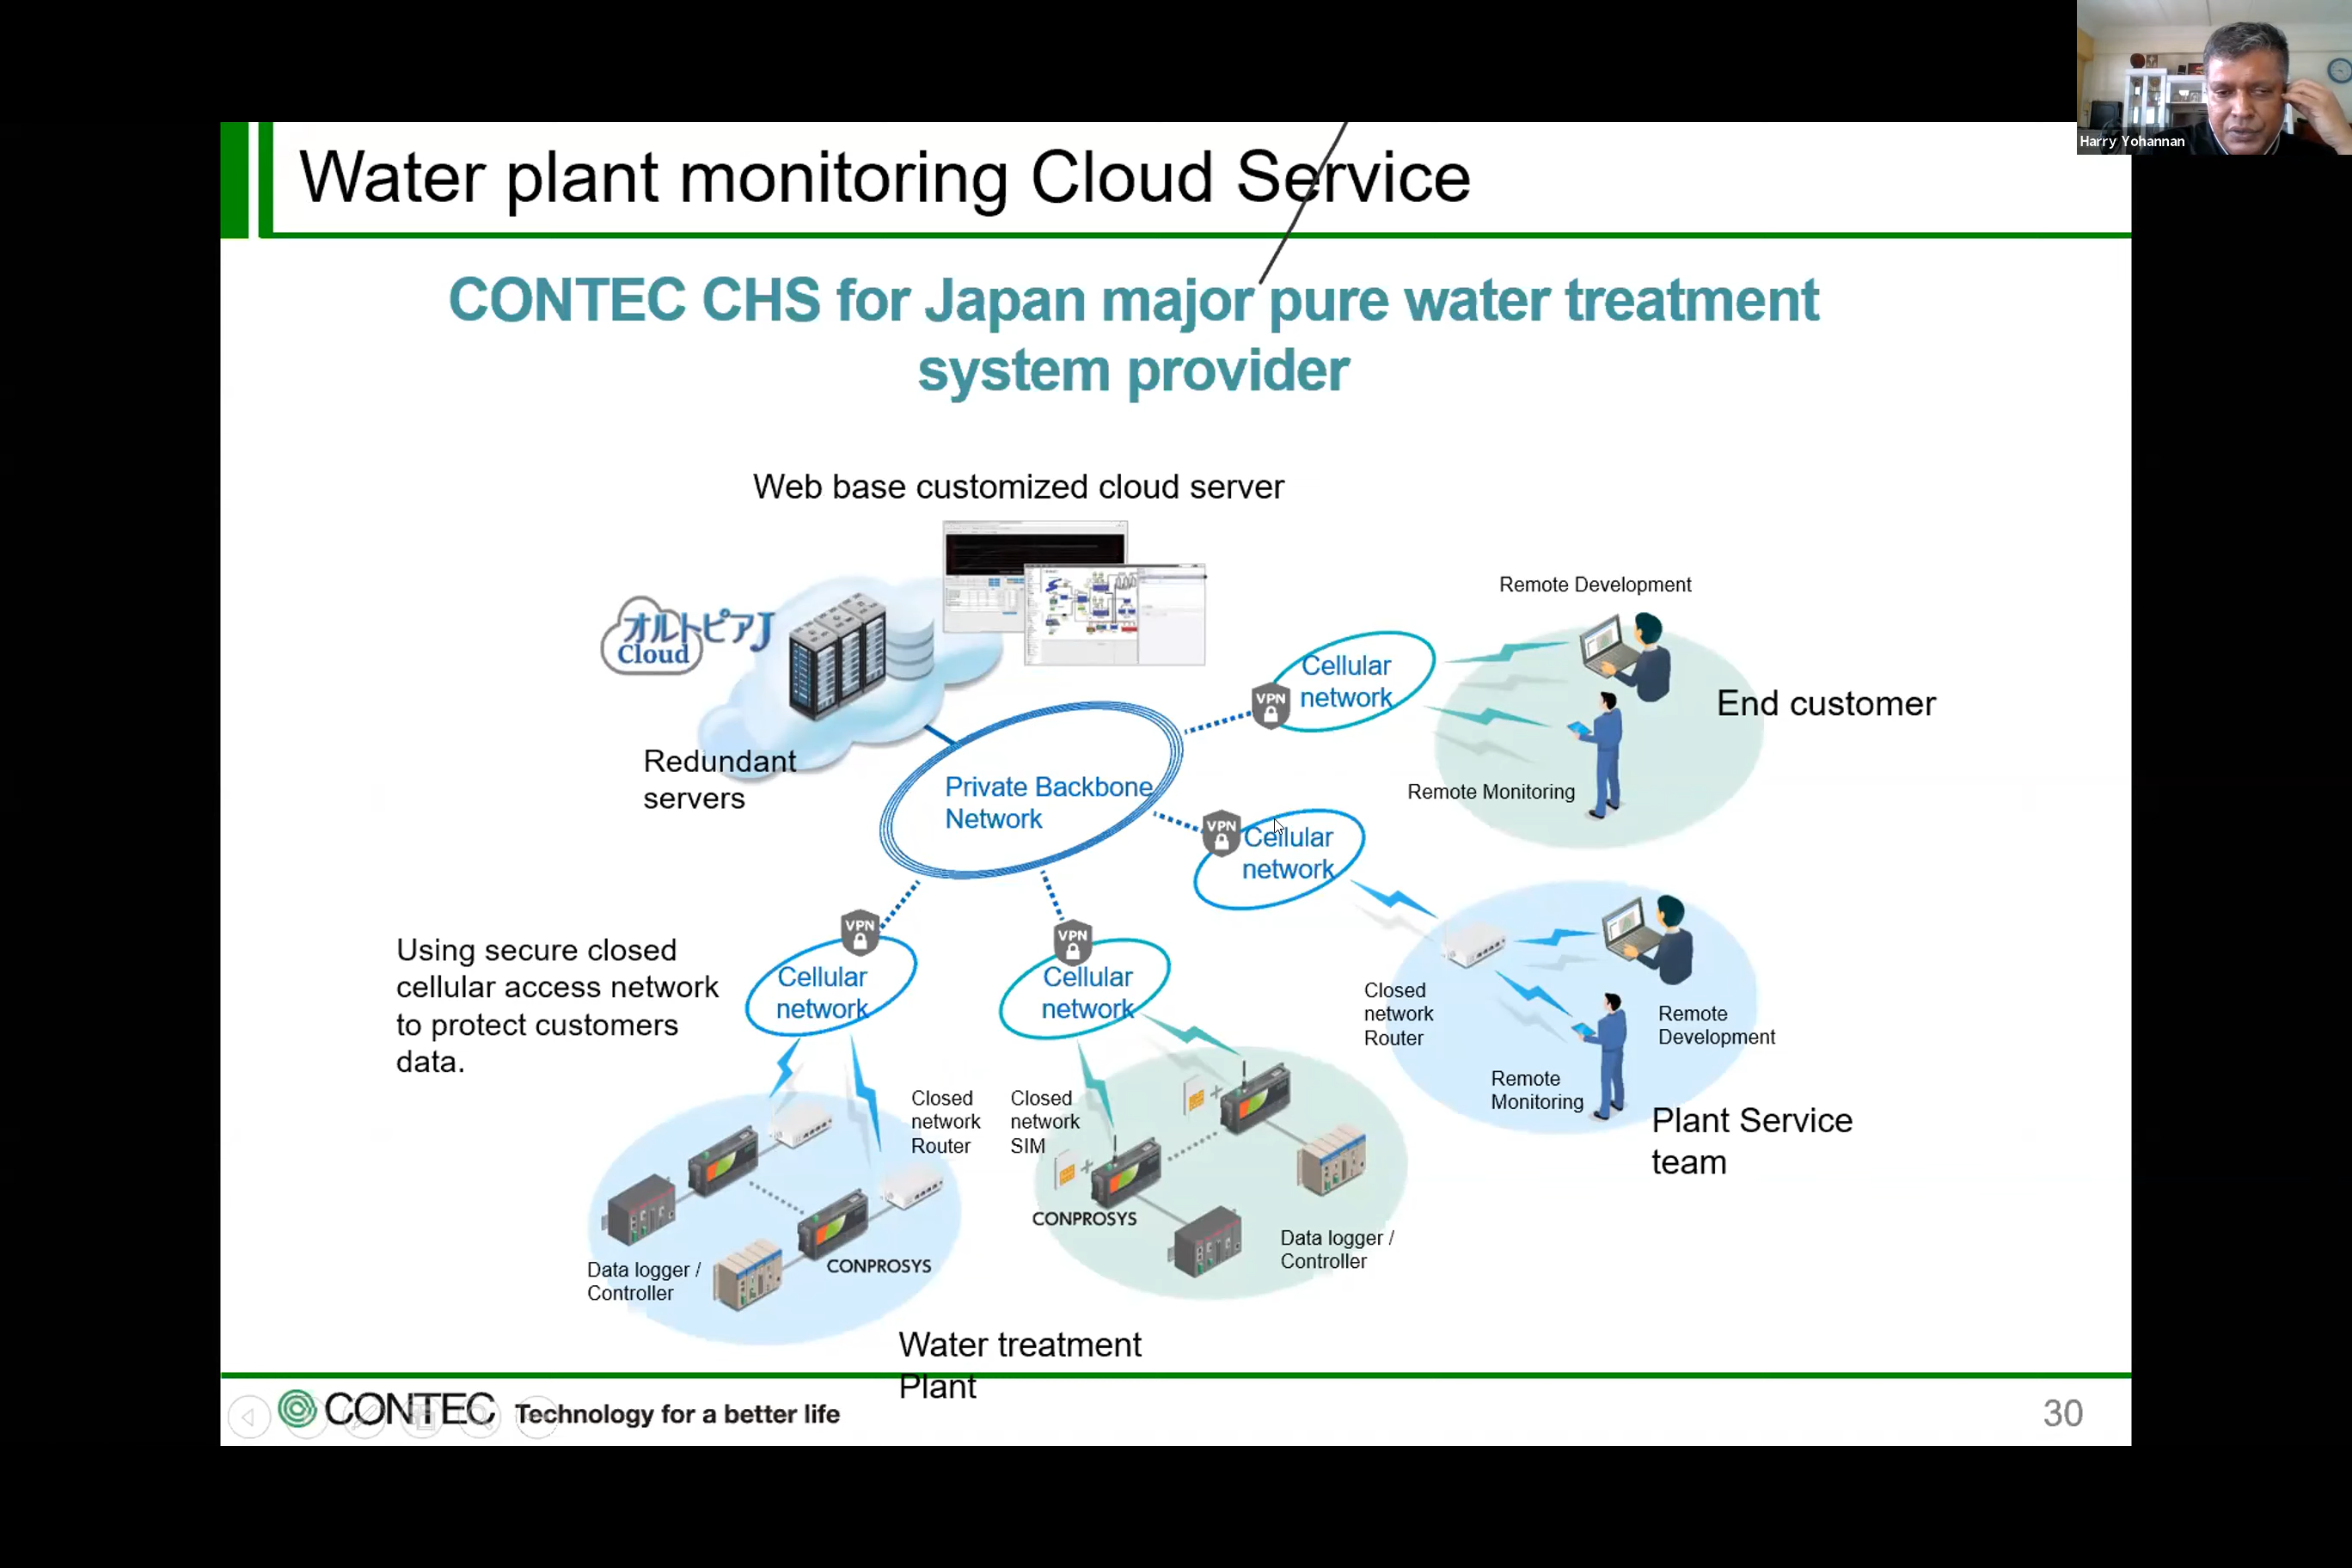 Harry Yohannan
Water plant monitoring Cloud Service
CONTEC CHS for Japan major pure water treatment
system provider
Web base customized cloud server
オルトピアJ
Cloud
Redundant
servers
Private Backbone
Network
VPN
Cellular
network
Remote Development
Remote Monitoring
End customer
VPN
Cellular
network
Closed
network
Router
Remote
Development
Remote
Monitoring
Plant Service
team
Using secure closed
cellular access network
to protect customers
data.
VPN
Cellular
network
VPN
Cellular
network
Closed
network
Router
Closed
network
SIM
CONPROSYS
Data logger /
Controller
CONPROSYS
Data logger /
Controller
Water treatment
Plant
CONTEC Technology for a better life
30